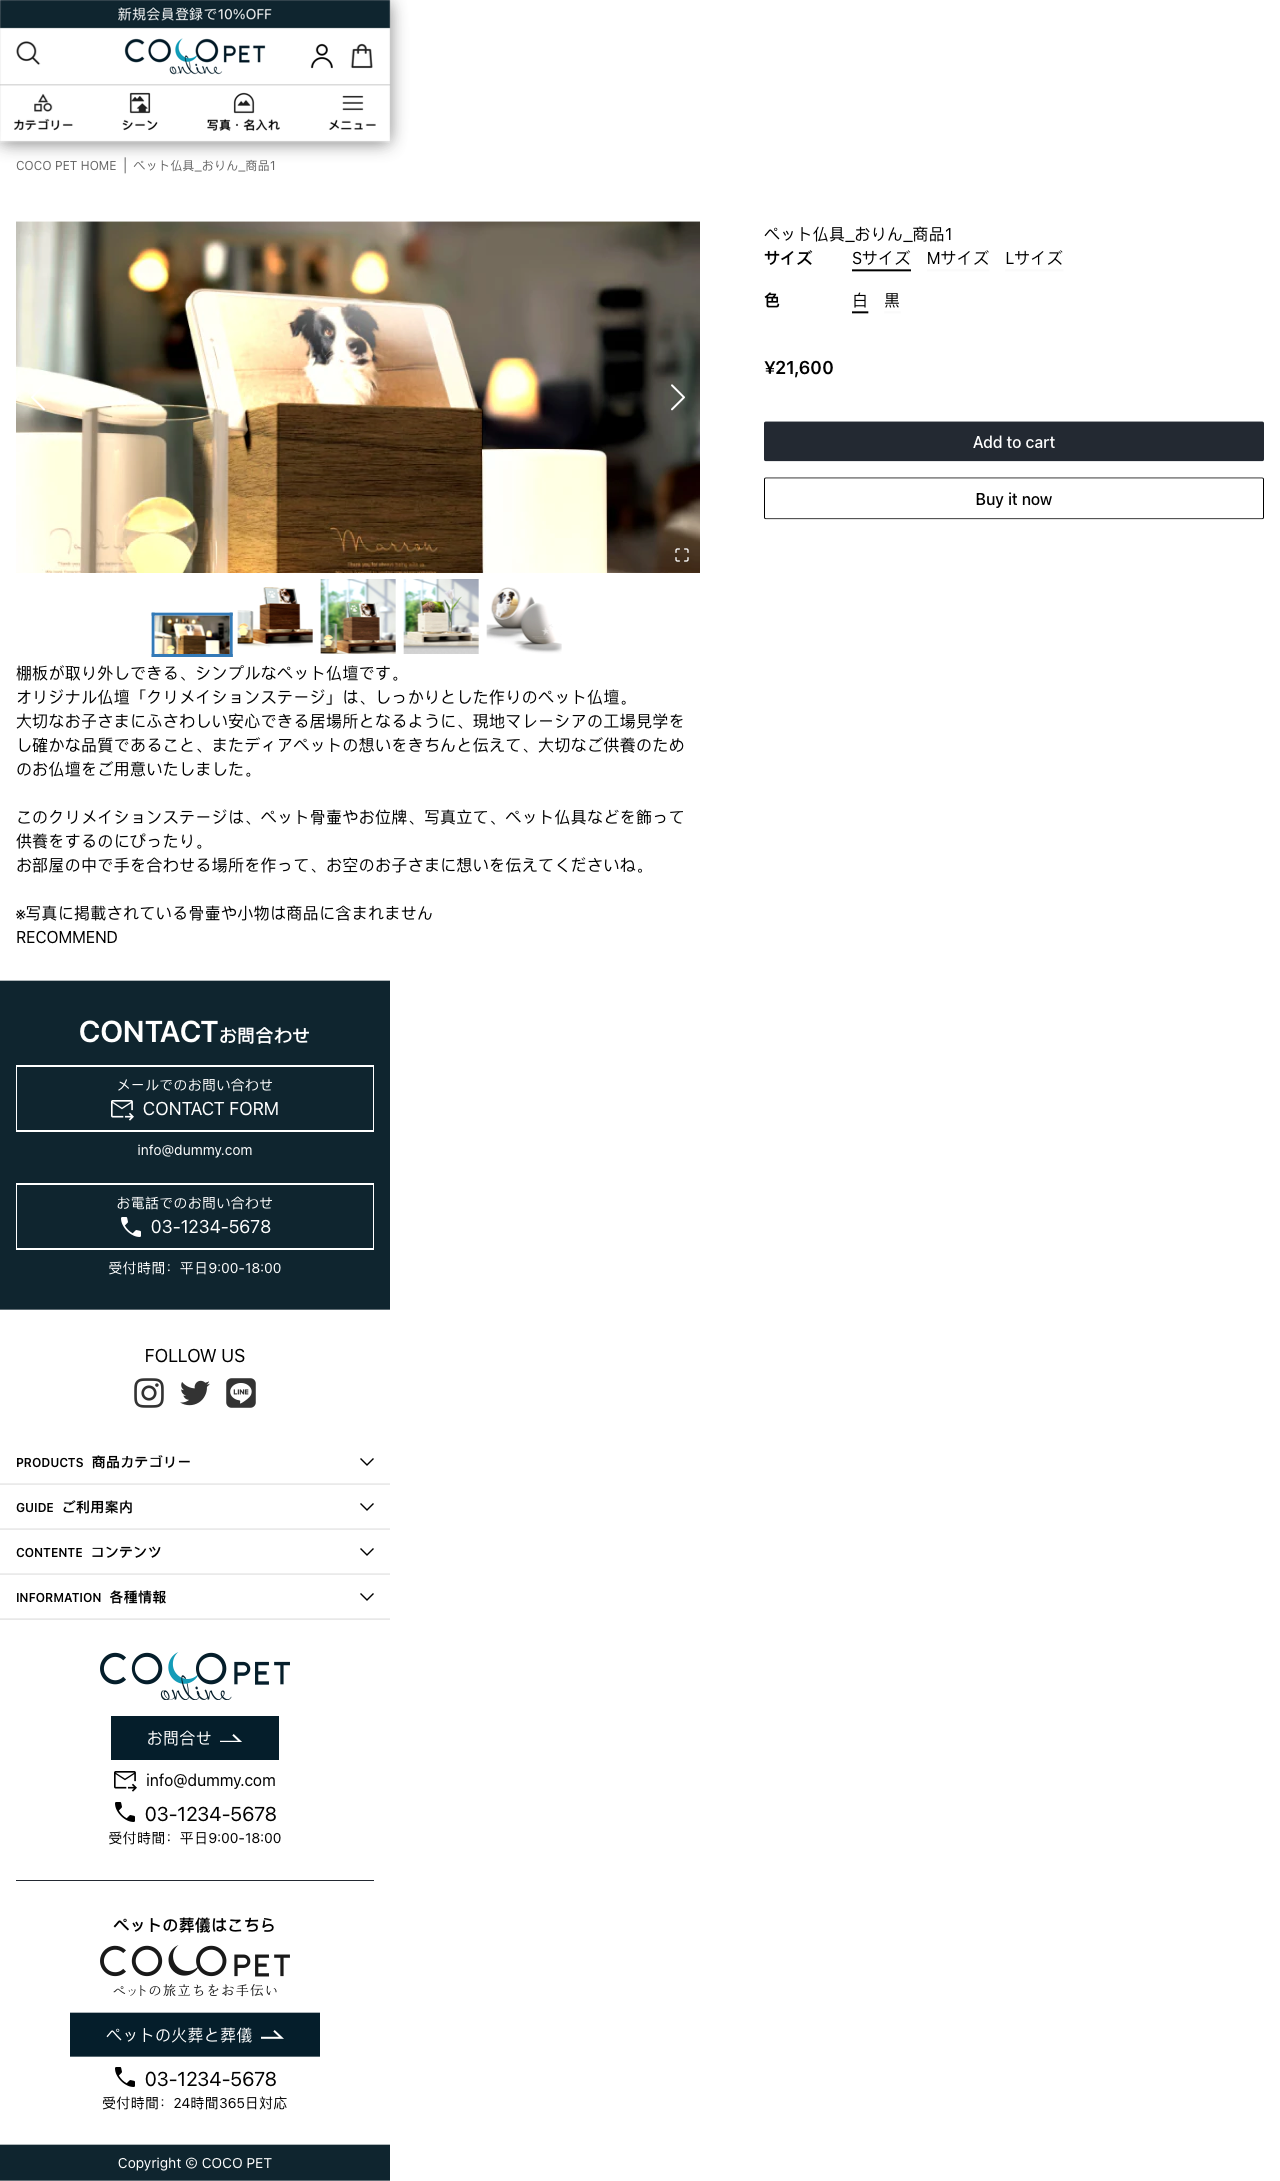 新規会員登録で10%OFF
COCOPET
online
カテゴリー シーン 写真・名入れ メニュー
COCO PET HOME | ペット仏具_おりん_商品1
ペット仏具_おりん_商品1
サイズ Sサイズ Mサイズ Lサイズ
色 白 黒
¥21,600
Add to cart
Buy it now
Marron
棚板が取り外しできる、シンプルなペット仏壇です。
オリジナル仏壇「クリメイションステージ」は、しっかりとした作りのペット仏壇。
大切なお子さまにふさわしい安心できる居場所となるように、現地マレーシアの工場見学を
し確かな品質であること、またディアペットの想いをきちんと伝えて、大切なご供養のため
のお仏壇をご用意いたしました。
このクリメイションステージは、ペット骨壷やお位牌、写真立て、ペット仏具などを飾って
供養をするのにぴったり。
お部屋の中で手を合わせる場所を作って、お空のお子さまに想いを伝えてくださいね。
※写真に掲載されている骨壷や小物は商品に含まれません
RECOMMEND
CONTACTお問合わせ
メールでのお問い合わせ
CONTACT FORM
info@dummy.com
お電話でのお問い合わせ
03-1234-5678
受付時間：平日9:00-18:00
FOLLOW US
LINE
PRODUCTS 商品カテゴリー
GUIDE ご利用案内
CONTENTE コンテンツ
INFORMATION 各種情報
COCOPET
online
お問合せ
info@dummy.com
03-1234-5678
受付時間：平日9:00-18:00
ペットの葬儀はこちら
COCOPET
ペットの旅立ちをお手伝い
ペットの火葬と葬儀
03-1234-5678
受付時間：24時間365日対応
Copyright © COCO PET